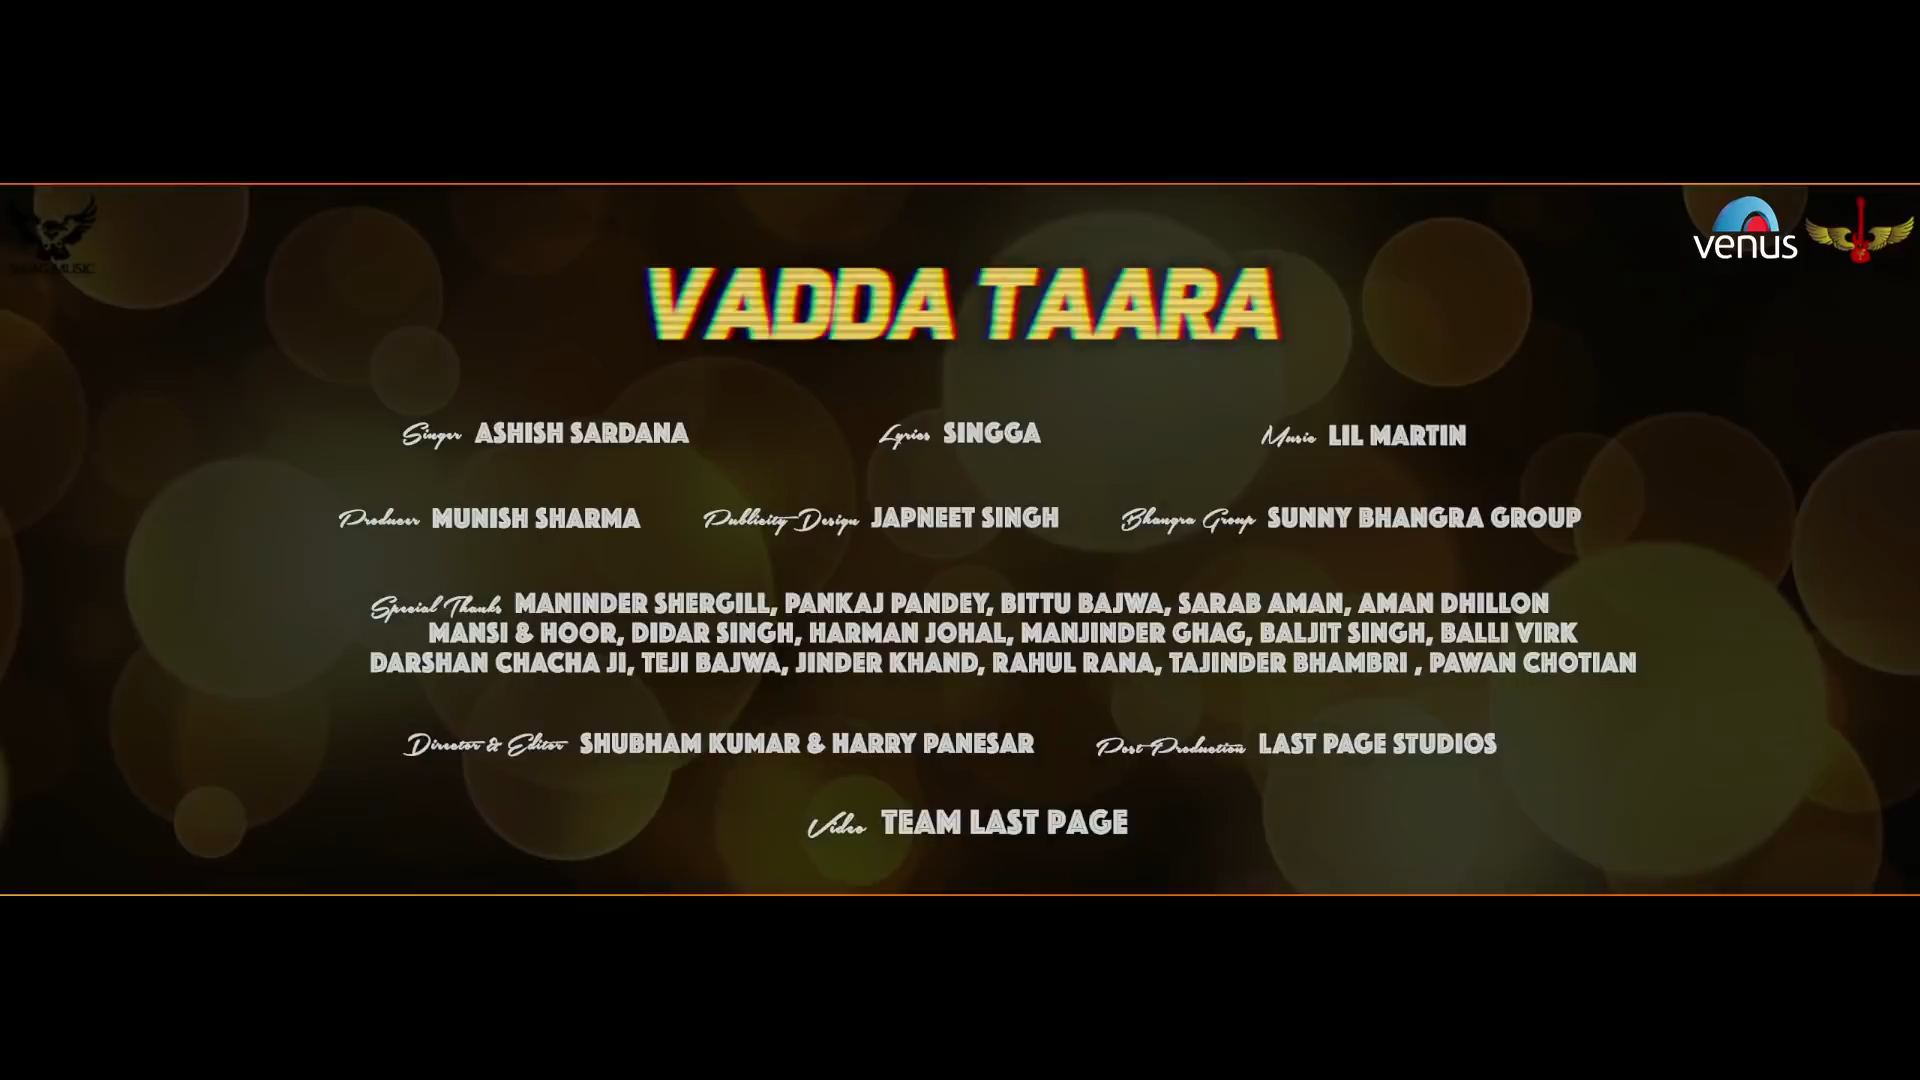 venus
VADDA TAARA
Singer ASHISH SARDANA Lyrics SINGGA Music LIL MARTIN
Producer MUNISH SHARMA Publicity Design JAPNEET SINGH Bhangra Group SUNNY BHANGRA GROUP
Special Thanks MANINDER SHERGILL, PANKAJ PANDEY, BITTU BAJWA, SARAB AMAN, AMAN DHILLON
MANSI & HOOR, DIDAR SINGH, HARMAN JOHAL, MANJINDER GHAG, BALJIT SINGH, BALLI VIRK
DARSHAN CHACHA JI, TEJI BAJWA, JINDER KHAND, RAHUL RANA, TAJINDER BHAMBRI , PAWAN CHOTIAN
Director & Editor SHUBHAM KUMAR & HARRY PANESAR Post Production LAST PAGE STUDIOS
Video TEAM LAST PAGE